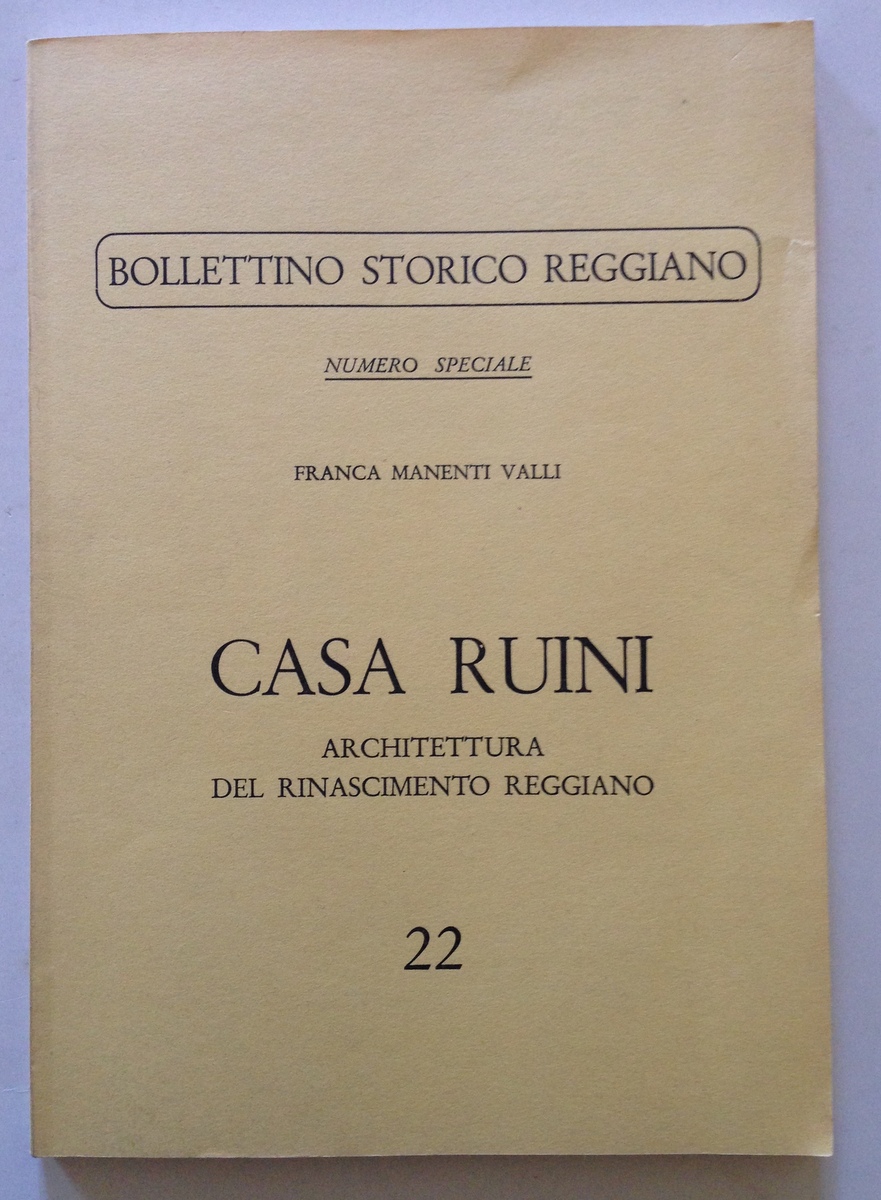 BOLLETTINO STORICO REGGIANO
NUMERO SPECIALE
FRANCA MANENTI VALLI
CASA RUINI
ARCHITETTURA
DEL RINASCIMENTO REGGIANO
22